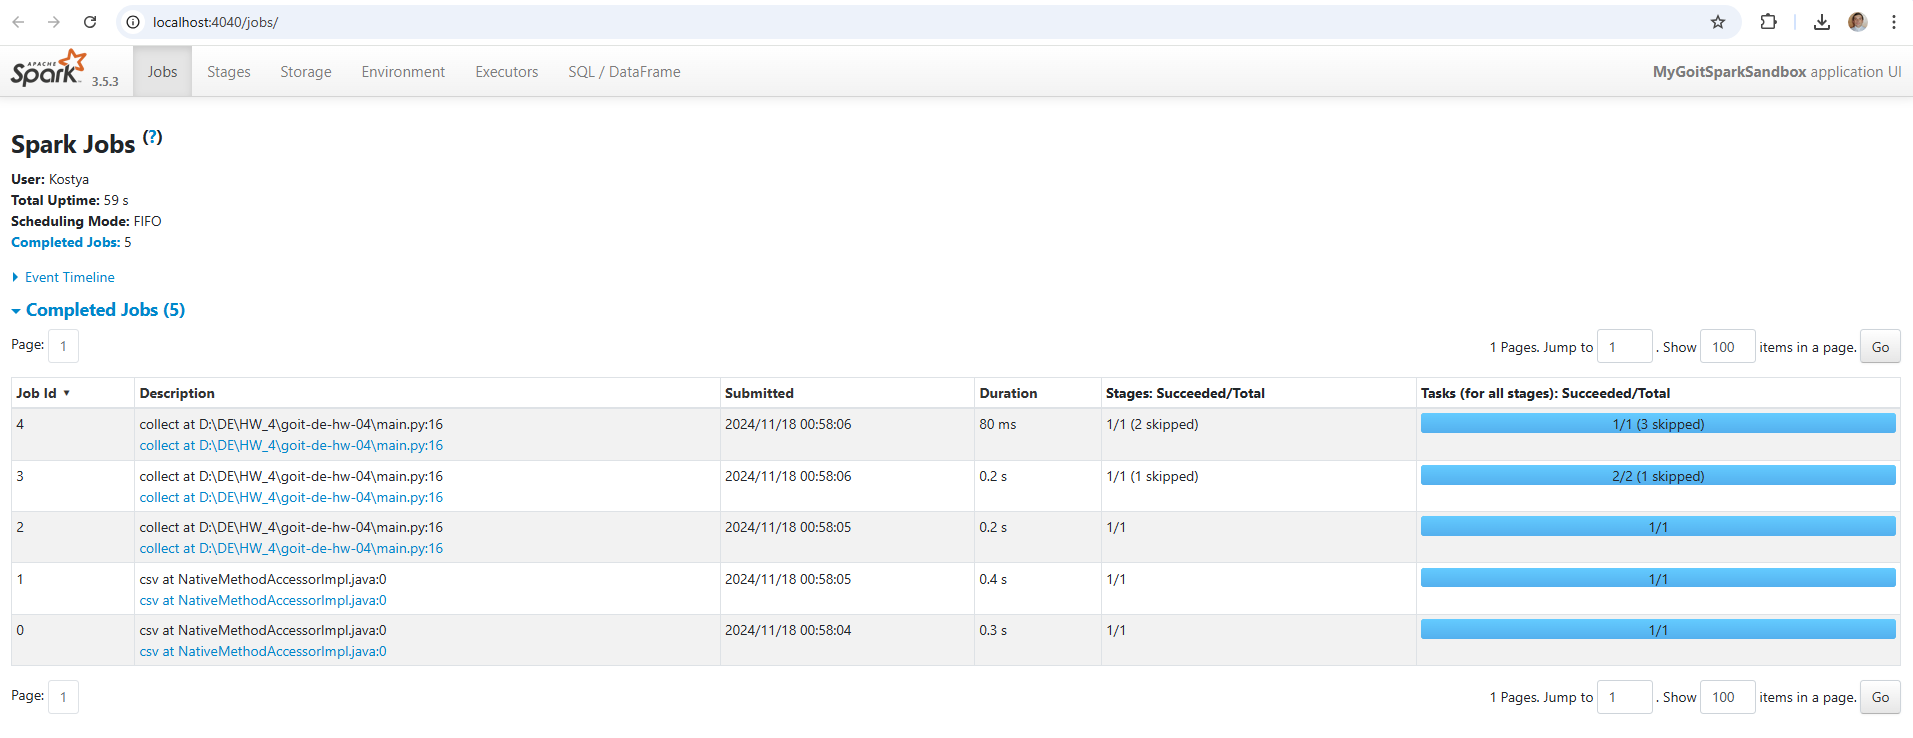 localhost:4040/jobs/
APACHE Spark 3.5.3 Jobs Stages Storage Environment Executors SQL / DataFrame MyGoitSparkSandbox application UI
Spark Jobs (?)
User: Kostya
Total Uptime: 59 s
Scheduling Mode: FIFO
Completed Jobs: 5
Event Timeline
Completed Jobs (5)
Page: 1 1 Pages. Jump to 1 . Show 100 items in a page. Go
Job Id ▾ Description Submitted Duration Stages: Succeeded/Total Tasks (for all stages): Succeeded/Total
4 collect at D:\DE\HW_4\goit-de-hw-04\main.py:16 2024/11/18 00:58:06 80 ms 1/1 (2 skipped) 1/1 (3 skipped)
collect at D:\DE\HW_4\goit-de-hw-04\main.py:16
3 collect at D:\DE\HW_4\goit-de-hw-04\main.py:16 2024/11/18 00:58:06 0.2 s 1/1 (1 skipped) 2/2 (1 skipped)
collect at D:\DE\HW_4\goit-de-hw-04\main.py:16
2 collect at D:\DE\HW_4\goit-de-hw-04\main.py:16 2024/11/18 00:58:05 0.2 s 1/1 1/1
collect at D:\DE\HW_4\goit-de-hw-04\main.py:16
1 csv at NativeMethodAccessorImpl.java:0 2024/11/18 00:58:05 0.4 s 1/1 1/1
csv at NativeMethodAccessorImpl.java:0
0 csv at NativeMethodAccessorImpl.java:0 2024/11/18 00:58:04 0.3 s 1/1 1/1
csv at NativeMethodAccessorImpl.java:0
Page: 1 1 Pages. Jump to 1 . Show 100 items in a page. Go